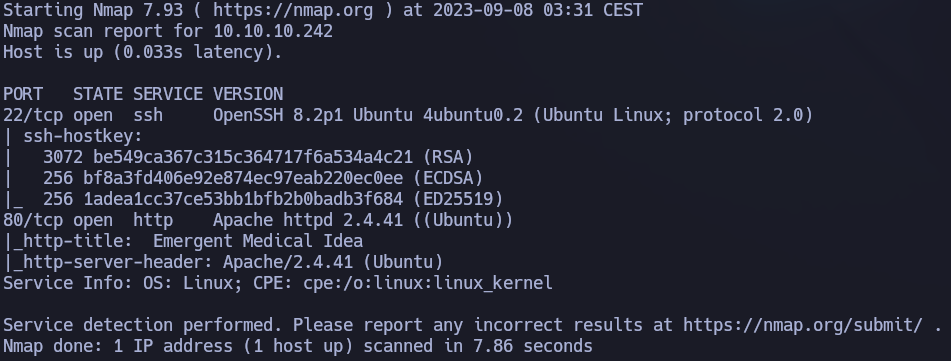 Starting Nmap 7.93 ( https://nmap.org ) at 2023-09-08 03:31 CEST
Nmap scan report for 10.10.10.242
Host is up (0.033s latency).

PORT   STATE SERVICE VERSION
22/tcp open  ssh     OpenSSH 8.2p1 Ubuntu 4ubuntu0.2 (Ubuntu Linux; protocol 2.0)
| ssh-hostkey:
|   3072 be549ca367c315c364717f6a534a4c21 (RSA)
|   256 bf8a3fd406e92e874ec97eab220ec0ee (ECDSA)
|_  256 1adea1cc37ce53bb1bfb2b0badb3f684 (ED25519)
80/tcp open  http    Apache httpd 2.4.41 ((Ubuntu))
|_http-title:  Emergent Medical Idea
|_http-server-header: Apache/2.4.41 (Ubuntu)
Service Info: OS: Linux; CPE: cpe:/o:linux:linux_kernel

Service detection performed. Please report any incorrect results at https://nmap.org/submit/ .
Nmap done: 1 IP address (1 host up) scanned in 7.86 seconds